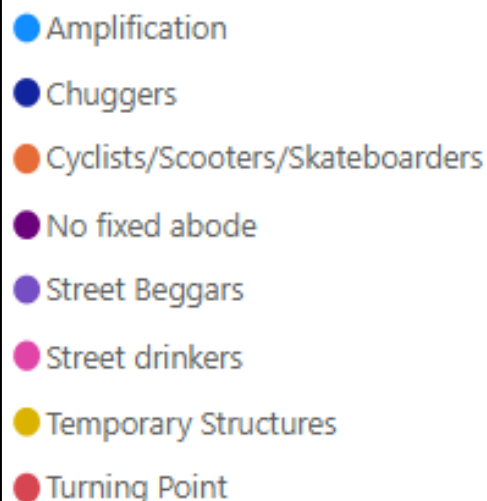 Amplification
Chuggers
Cyclists/Scooters/Skateboarders
No fixed abode
Street Beggars
Street drinkers
Temporary Structures
Turning Point